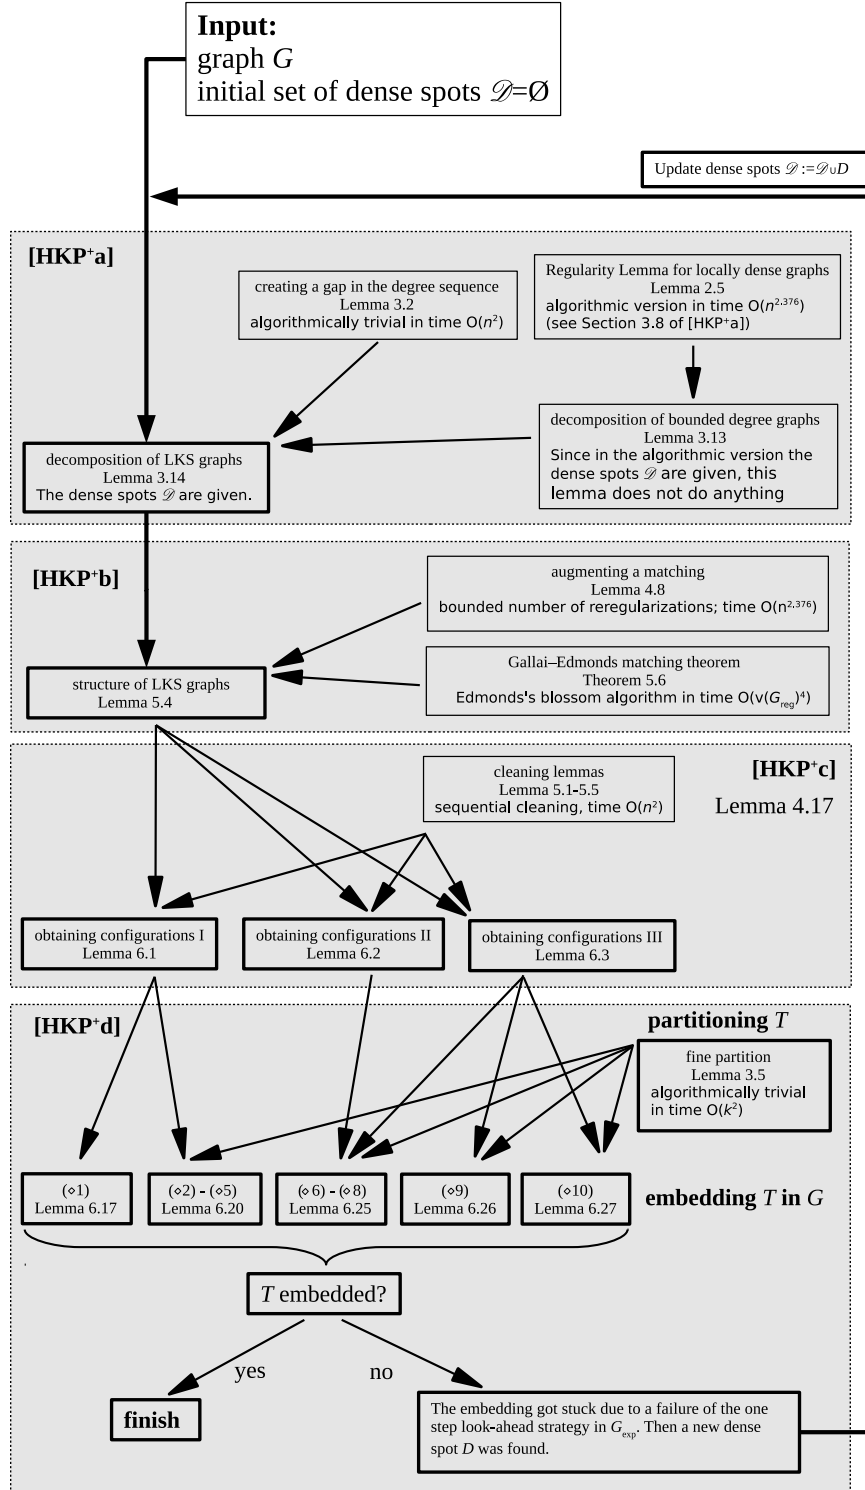 Input:
graph G
initial set of dense spots 𝒟=Ø
Update dense spots 𝒟 :=𝒟∪D
[HKP⁺a]
creating a gap in the degree sequence
Lemma 3.2
algorithmically trivial in time O(n²)
Regularity Lemma for locally dense graphs
Lemma 2.5
algorithmic version in time O(n²·³⁷⁶)
(see Section 3.8 of [HKP⁺a])
decomposition of bounded degree graphs
Lemma 3.13
Since in the algorithmic version the
dense spots 𝒟 are given, this
lemma does not do anything
decomposition of LKS graphs
Lemma 3.14
The dense spots 𝒟 are given.
[HKP⁺b]
augmenting a matching
Lemma 4.8
bounded number of reregularizations; time O(n²·³⁷⁶)
Gallai–Edmonds matching theorem
Theorem 5.6
Edmonds's blossom algorithm in time O(v(G_reg)⁴)
structure of LKS graphs
Lemma 5.4
[HKP⁺c]
Lemma 4.17
cleaning lemmas
Lemma 5.1-5.5
sequential cleaning, time O(n²)
obtaining configurations I
Lemma 6.1
obtaining configurations II
Lemma 6.2
obtaining configurations III
Lemma 6.3
[HKP⁺d]
partitioning T
fine partition
Lemma 3.5
algorithmically trivial
in time O(k²)
(⋄1)
Lemma 6.17
(⋄2) - (⋄5)
Lemma 6.20
(⋄6) - (⋄8)
Lemma 6.25
(⋄9)
Lemma 6.26
(⋄10)
Lemma 6.27
embedding T in G
T embedded?
yes
no
finish
The embedding got stuck due to a failure of the one
step look-ahead strategy in G_exp. Then a new dense
spot D was found.